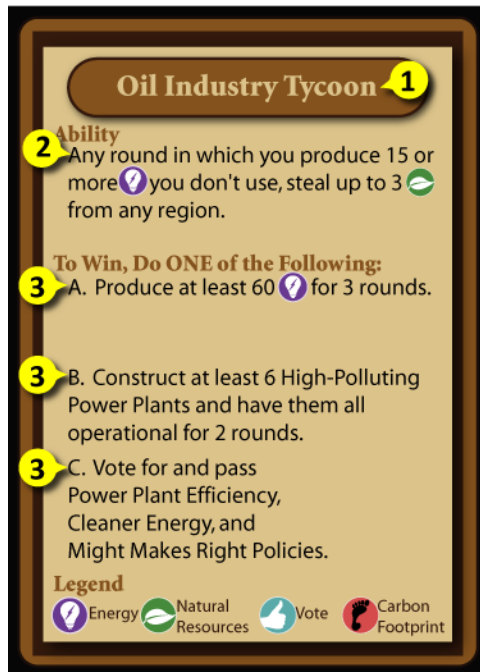 Oil Industry Tycoon 1
Ability
2 Any round in which you produce 15 or
more you don't use, steal up to 3
from any region.
To Win, Do ONE of the Following:
3 A. Produce at least 60 for 3 rounds.
3 B. Construct at least 6 High-Polluting
Power Plants and have them all
operational for 2 rounds.
3 C. Vote for and pass
Power Plant Efficiency,
Cleaner Energy, and
Might Makes Right Policies.
Legend
Energy Natural Resources Vote Carbon Footprint